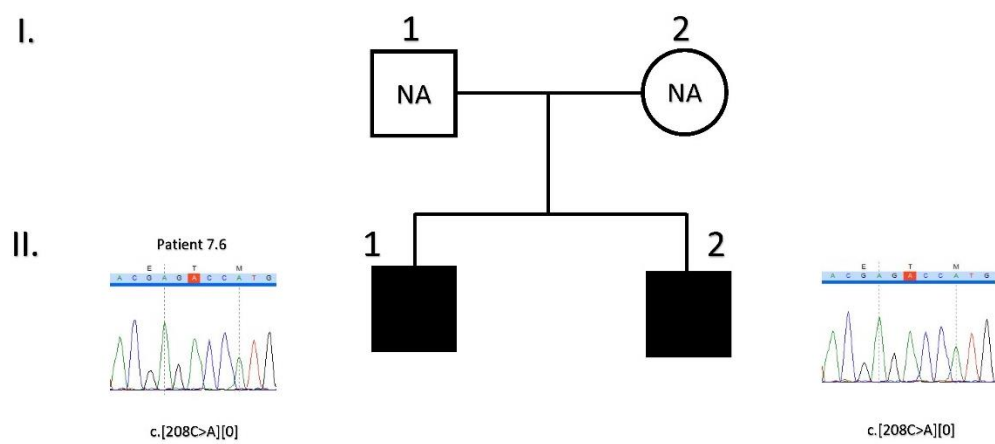 I.
1
2
NA
NA
II.
1
2
Patient 7.6
E T M
A C G A G A C C A T G
E T M
A C G A G A C C A T G
c.[208C>A][0]
c.[208C>A][0]